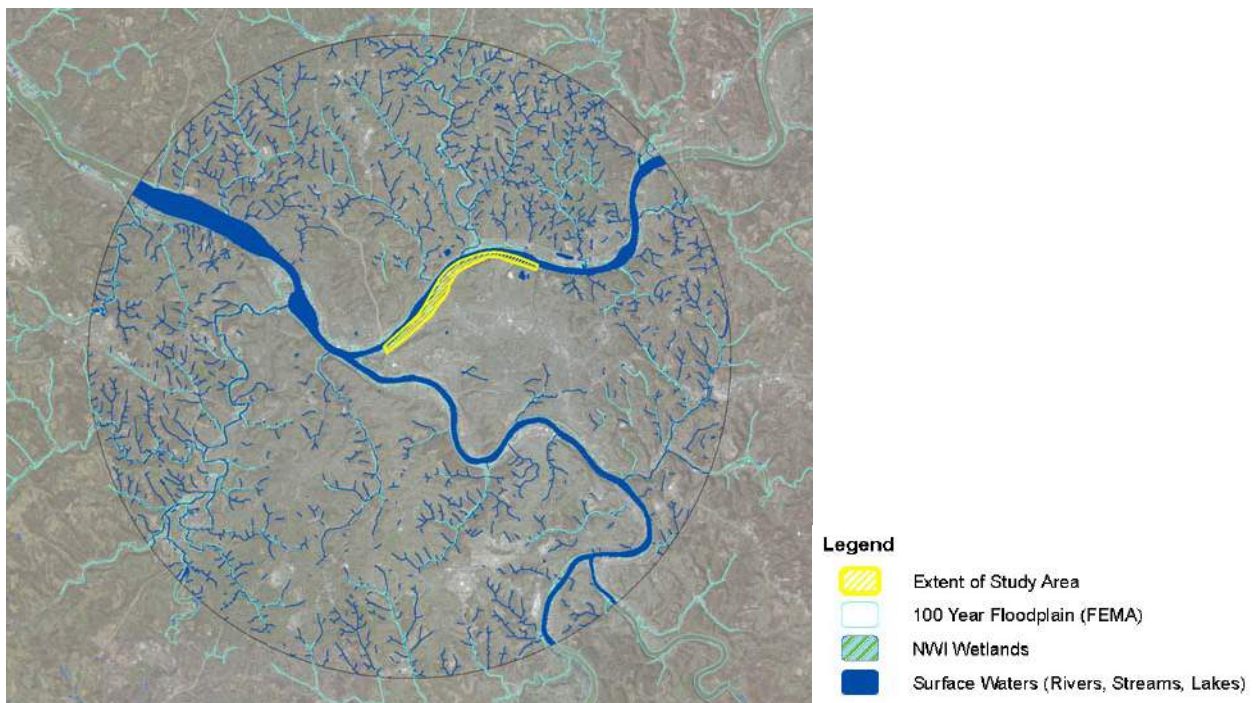 Legend
Extent of Study Area
100 Year Floodplain (FEMA)
NWI Wetlands
Surface Waters (Rivers, Streams, Lakes)